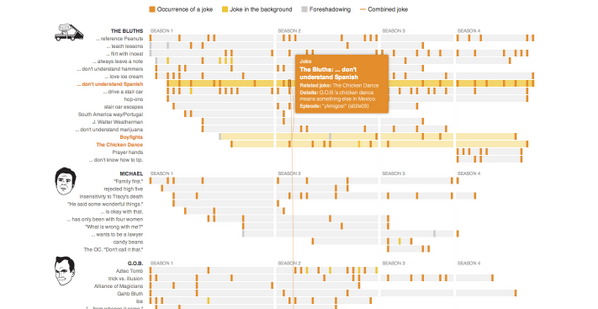 Occurrence of a joke Joke in the background Foreshadowing Combined joke
THE BLUTHS SEASON 1 SEASON 2 SEASON 3 SEASON 4
... reference Peanuts
... teach lessons
... flirt with incest
... always leave a note
... don't understand hammers
... love ice cream
... don't understand Spanish
... drive a stair car
hop-ons
stair car escapes
South America way/Portugal
J. Walter Weatherman
... don't understand marijuana
Boyfights
The Chicken Dance
Prayer hands
... don't know how to tip.
Joke
The Bluths: ... don't
understand Spanish
Related joke: The Chicken Dance
Details: G.O.B.'s chicken dance
means something else in Mexico.
Episode: "¡Amigos!" (s02e03)
MICHAEL SEASON 1 SEASON 2 SEASON 3 SEASON 4
"Family first."
rejected high five
insensitivity to Tracy's death
"He said some wonderful things."
... is okay with that.
... has only been with four women
"What is wrong with me?"
... wants to be a lawyer
candy beans
The OC. "Don't call it that."
G.O.B. SEASON 1 SEASON 2 SEASON 3 SEASON 4
Aztec Tomb
trick vs. illusion
Alliance of Magicians
Garib Bluth
Ice